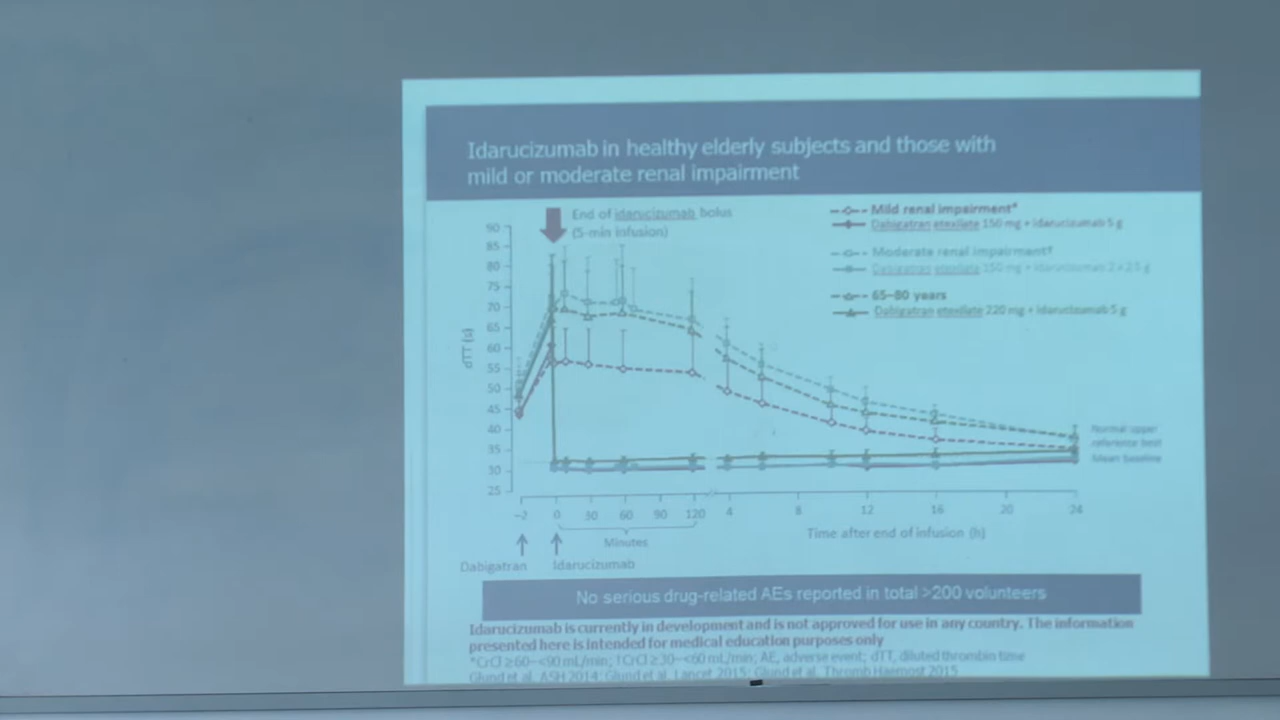 Idarucizumab in healthy elderly subjects and those with
mild or moderate renal impairment
End of idarucizumab bolus
(5-min infusion)
Mild renal impairment*
Dabigatran etexilate 150 mg + idarucizumab 5 g
Moderate renal impairment†
Dabigatran etexilate 150 mg + idarucizumab 2 x 2.5 g
65–80 years
Dabigatran etexilate 220 mg + idarucizumab 5 g
dTT (s)
90
85
80
75
70
65
60
55
50
45
40
35
30
25
Normal upper
reference limit
Mean baseline
–2 0 30 60 90 120 4 8 12 16 20 24
Minutes
Time after end of infusion (h)
Dabigatran Idarucizumab
No serious drug-related AEs reported in total >200 volunteers
Idarucizumab is currently in development and is not approved for use in any country. The information
presented here is intended for medical education purposes only
*CrCl ≥60–<90 mL/min; †CrCl ≥30–<60 mL/min; AE, adverse event; dTT, diluted thrombin time
Glund et al. ASH 2014; Glund et al. Lancet 2015; Glund et al. Thromb Haemost 2015